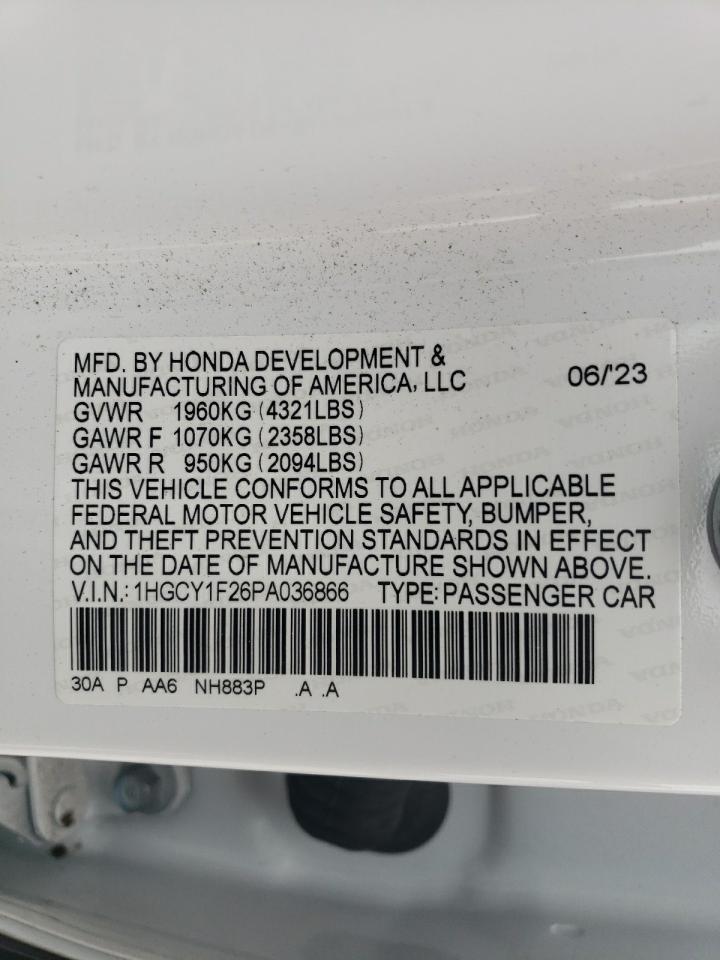 MFD. BY HONDA DEVELOPMENT &
MANUFACTURING OF AMERICA, LLC 06/'23
GVWR 1960KG (4321LBS)
GAWR F 1070KG (2358LBS)
GAWR R 950KG (2094LBS)
THIS VEHICLE CONFORMS TO ALL APPLICABLE
FEDERAL MOTOR VEHICLE SAFETY, BUMPER,
AND THEFT PREVENTION STANDARDS IN EFFECT
ON THE DATE OF MANUFACTURE SHOWN ABOVE.
V.I.N.: 1HGCY1F26PA036866 TYPE: PASSENGER CAR
30A P AA6 NH883P .A .A